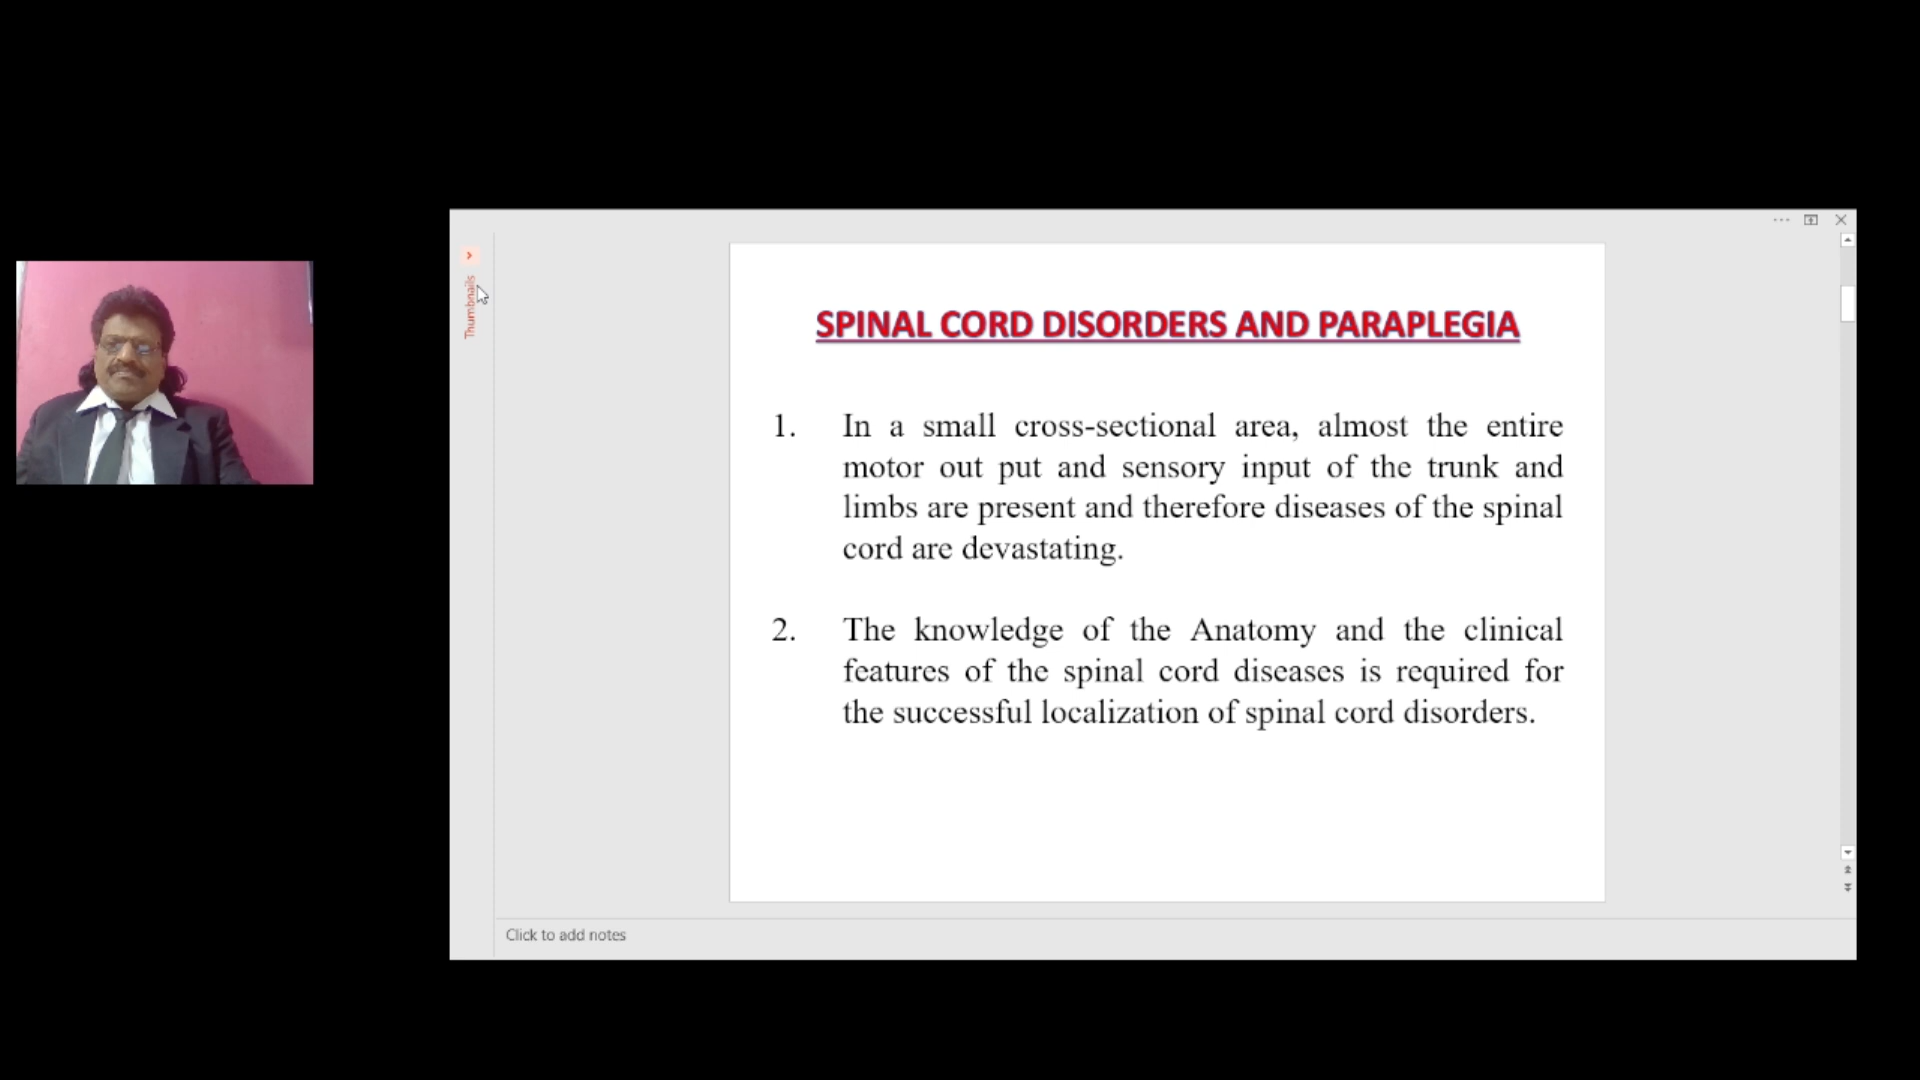 Thumbnails
SPINAL CORD DISORDERS AND PARAPLEGIA
1. In a small cross-sectional area, almost the entire
motor out put and sensory input of the trunk and
limbs are present and therefore diseases of the spinal
cord are devastating.
2. The knowledge of the Anatomy and the clinical
features of the spinal cord diseases is required for
the successful localization of spinal cord disorders.
Click to add notes